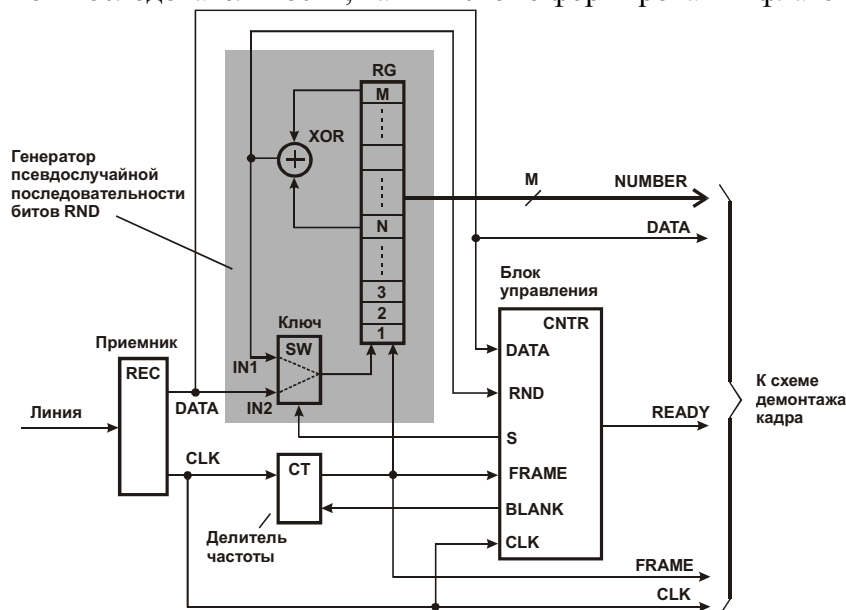 RG
M
XOR
Генератор
псевдослучайной
последовательности
битов RND
M
NUMBER
N
DATA
Блок
управления
3
2
1
Ключ
CNTR
SW
DATA
Приемник
IN1
REC
RND
К схеме
демонтажа
кадра
Линия
DATA
IN2
READY
S
CLK
CT
FRAME
BLANK
Делитель
частоты
CLK
FRAME
CLK